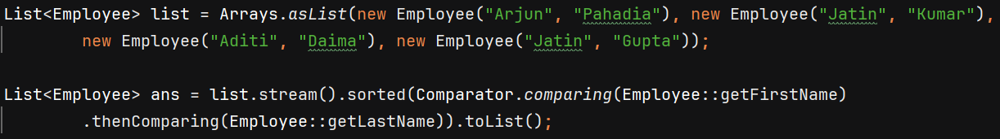 List<Employee> list = Arrays.asList(new Employee("Arjun", "Pahadia"), new Employee("Jatin", "Kumar"),
new Employee("Aditi", "Daima"), new Employee("Jatin", "Gupta"));
List<Employee> ans = list.stream().sorted(Comparator.comparing(Employee::getFirstName)
.thenComparing(Employee::getLastName)).toList();